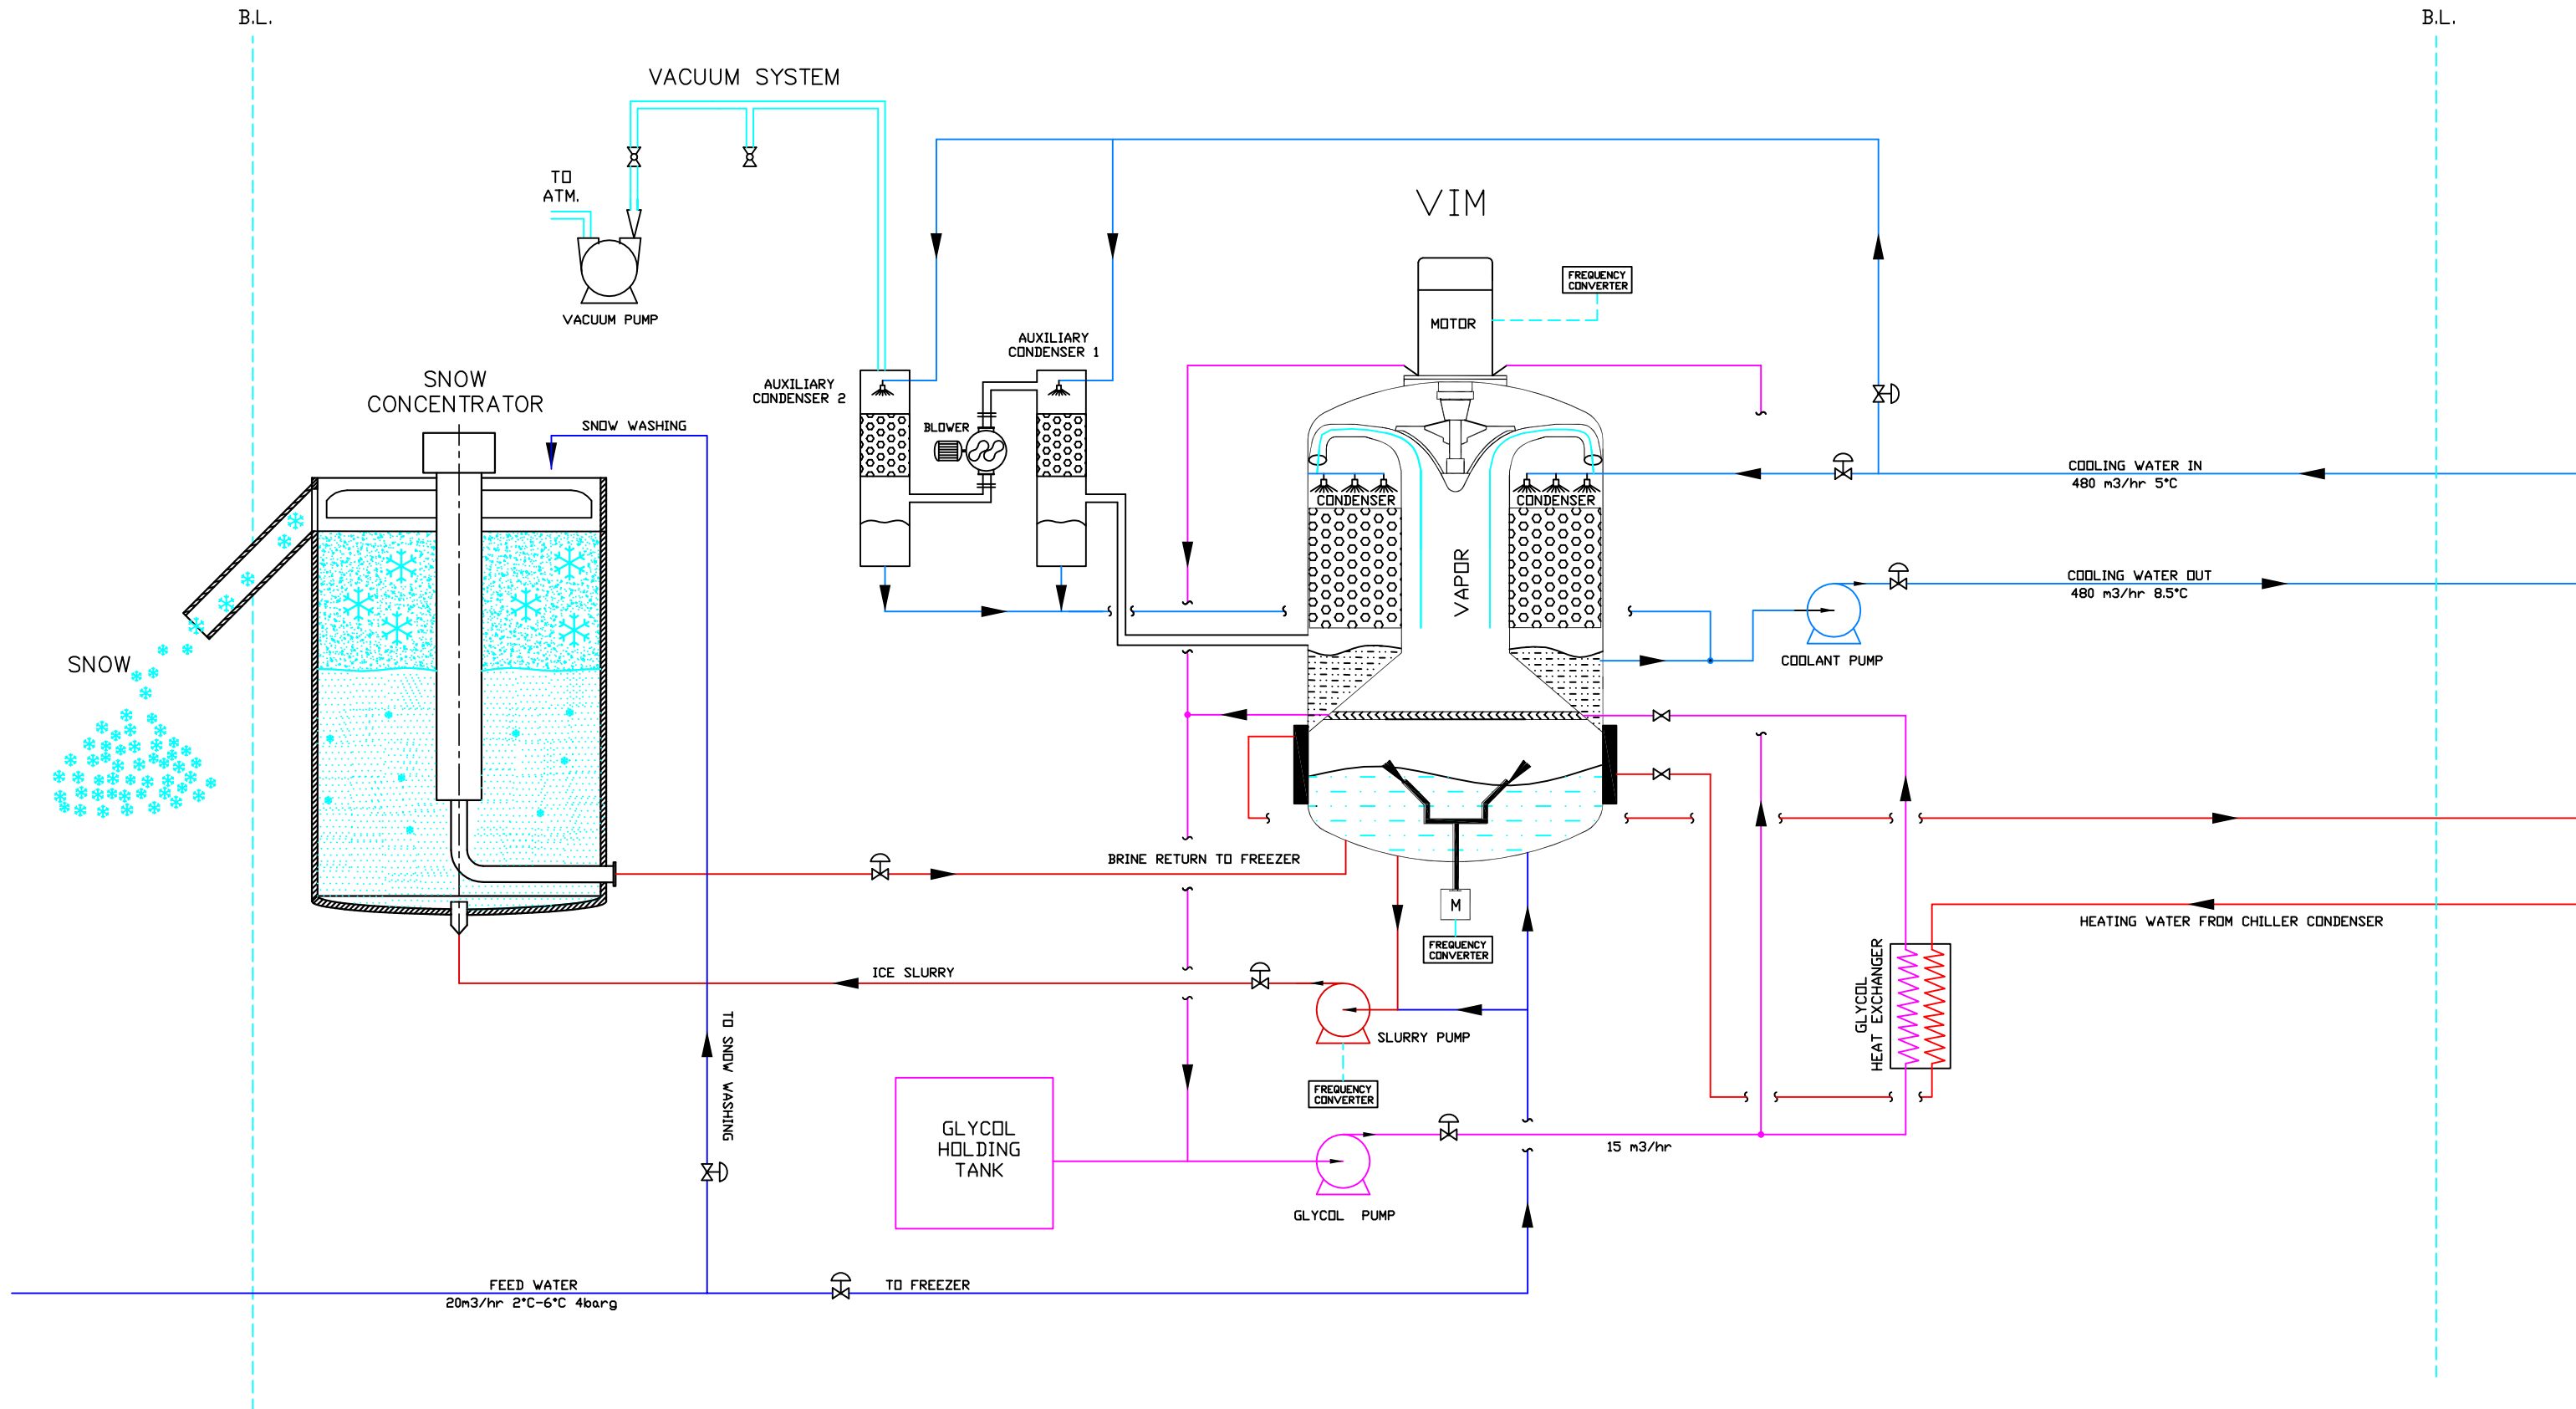 B.L.
B.L.
VACUUM SYSTEM
TO
ATM.
VACUUM PUMP
VIM
FREQUENCY
CONVERTER
MOTOR
AUXILIARY
CONDENSER 1
AUXILIARY
CONDENSER 2
BLOWER
SNOW
CONCENTRATOR
SNOW WASHING
CONDENSER
CONDENSER
COOLING WATER IN
480 m3/hr 5°C
VAPOR
COOLING WATER OUT
480 m3/hr 8.5°C
COOLANT PUMP
SNOW
BRINE RETURN TO FREEZER
M
FREQUENCY
CONVERTER
HEATING WATER FROM CHILLER CONDENSER
GLYCOL
HEAT EXCHANGER
ICE SLURRY
SLURRY PUMP
FREQUENCY
CONVERTER
TO SNOW WASHING
GLYCOL
HOLDING
TANK
15 m3/hr
GLYCOL PUMP
FEED WATER
20m3/hr 2°C-6°C 4barg
TO FREEZER